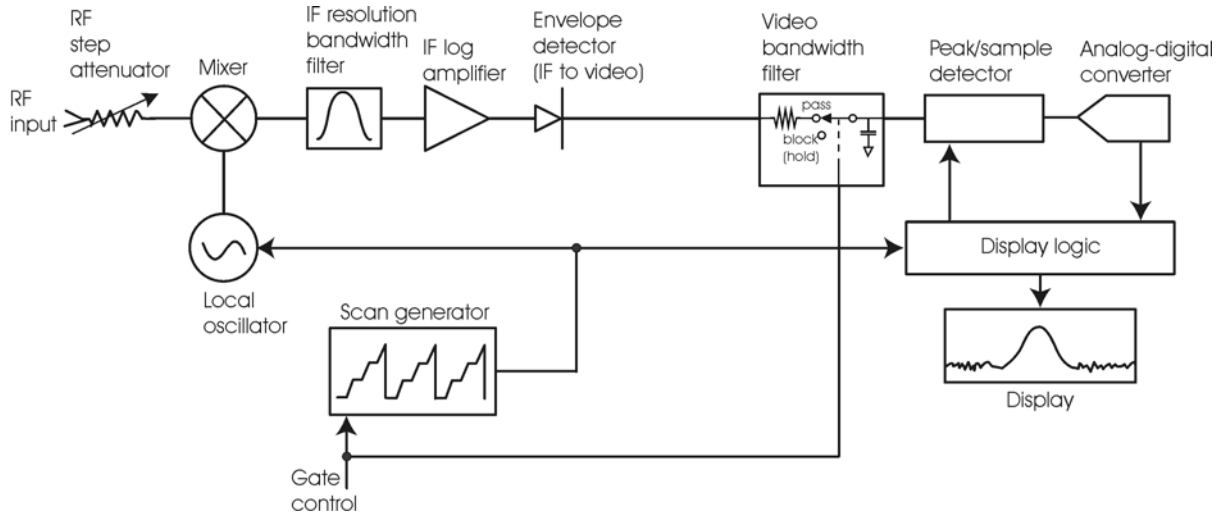 RF
step
attenuator
RF
input
Mixer
IF resolution
bandwidth
filter
IF log
amplifier
Envelope
detector
(IF to video)
Video
bandwidth
filter
pass
block
(hold)
Peak/sample
detector
Analog-digital
converter
Local
oscillator
Scan generator
Display logic
Display
Gate
control